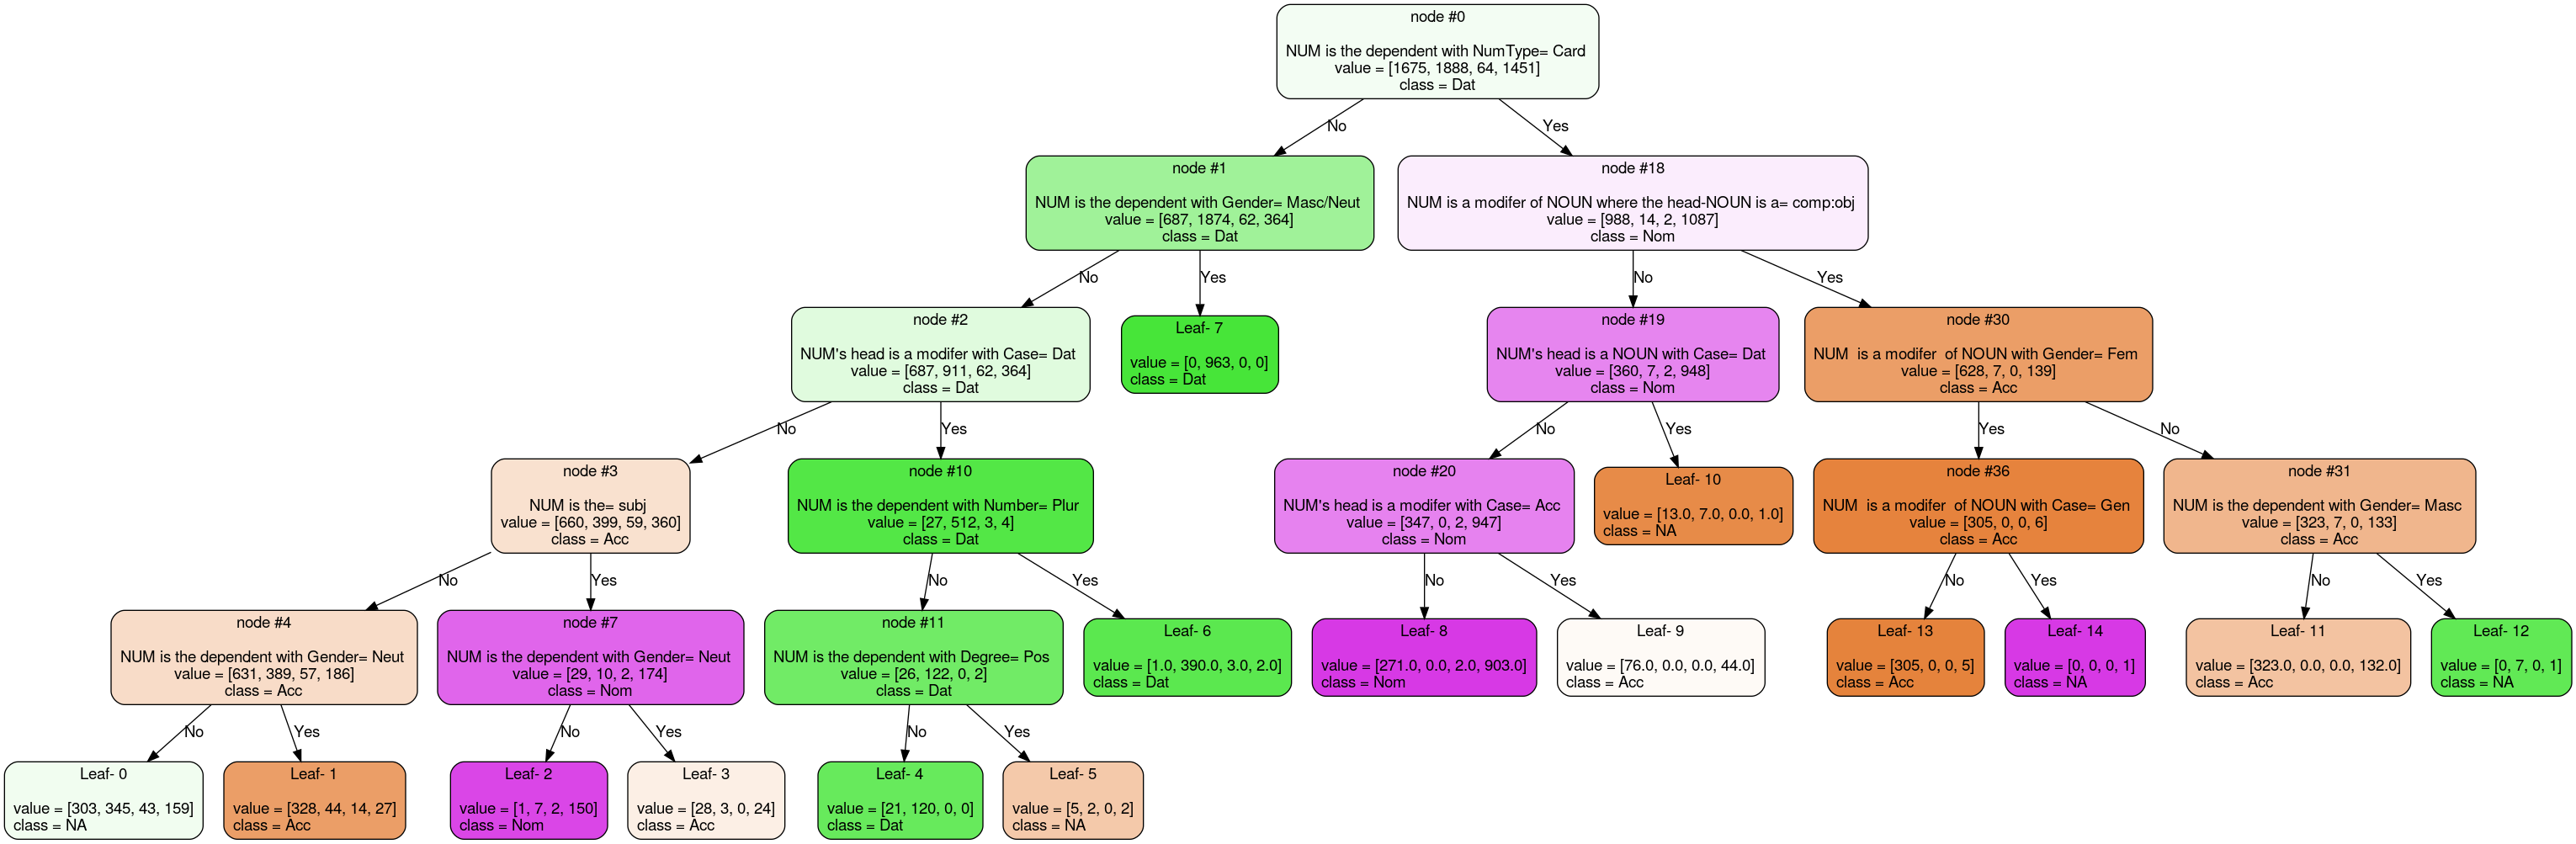 node #0
NUM is the dependent with NumType= Card
value = [1675, 1888, 64, 1451]
class = Dat
No
Yes
node #1
NUM is the dependent with Gender= Masc/Neut
value = [687, 1874, 62, 364]
class = Dat
node #18
NUM is a modifer of NOUN where the head-NOUN is a= comp:obj
value = [988, 14, 2, 1087]
class = Nom
No
Yes
No
Yes
node #2
NUM's head is a modifer with Case= Dat
value = [687, 911, 62, 364]
class = Dat
Leaf- 7
value = [0, 963, 0, 0]
class = Dat
node #19
NUM's head is a NOUN with Case= Dat
value = [360, 7, 2, 948]
class = Nom
node #30
NUM  is a modifer  of NOUN with Gender= Fem
value = [628, 7, 0, 139]
class = Acc
No
Yes
No
Yes
Yes
No
node #3
NUM is the= subj
value = [660, 399, 59, 360]
class = Acc
node #10
NUM is the dependent with Number= Plur
value = [27, 512, 3, 4]
class = Dat
node #20
NUM's head is a modifer with Case= Acc
value = [347, 0, 2, 947]
class = Nom
Leaf- 10
value = [13.0, 7.0, 0.0, 1.0]
class = NA
node #36
NUM  is a modifer  of NOUN with Case= Gen
value = [305, 0, 0, 6]
class = Acc
node #31
NUM is the dependent with Gender= Masc
value = [323, 7, 0, 133]
class = Acc
No
Yes
No
Yes
No
Yes
No
Yes
No
Yes
node #4
NUM is the dependent with Gender= Neut
value = [631, 389, 57, 186]
class = Acc
node #7
NUM is the dependent with Gender= Neut
value = [29, 10, 2, 174]
class = Nom
node #11
NUM is the dependent with Degree= Pos
value = [26, 122, 0, 2]
class = Dat
Leaf- 6
value = [1.0, 390.0, 3.0, 2.0]
class = Dat
Leaf- 8
value = [271.0, 0.0, 2.0, 903.0]
class = Nom
Leaf- 9
value = [76.0, 0.0, 0.0, 44.0]
class = Acc
Leaf- 13
value = [305, 0, 0, 5]
class = Acc
Leaf- 14
value = [0, 0, 0, 1]
class = NA
Leaf- 11
value = [323.0, 0.0, 0.0, 132.0]
class = Acc
Leaf- 12
value = [0, 7, 0, 1]
class = NA
No
Yes
No
Yes
No
Yes
Leaf- 0
value = [303, 345, 43, 159]
class = NA
Leaf- 1
value = [328, 44, 14, 27]
class = Acc
Leaf- 2
value = [1, 7, 2, 150]
class = Nom
Leaf- 3
value = [28, 3, 0, 24]
class = Acc
Leaf- 4
value = [21, 120, 0, 0]
class = Dat
Leaf- 5
value = [5, 2, 0, 2]
class = NA